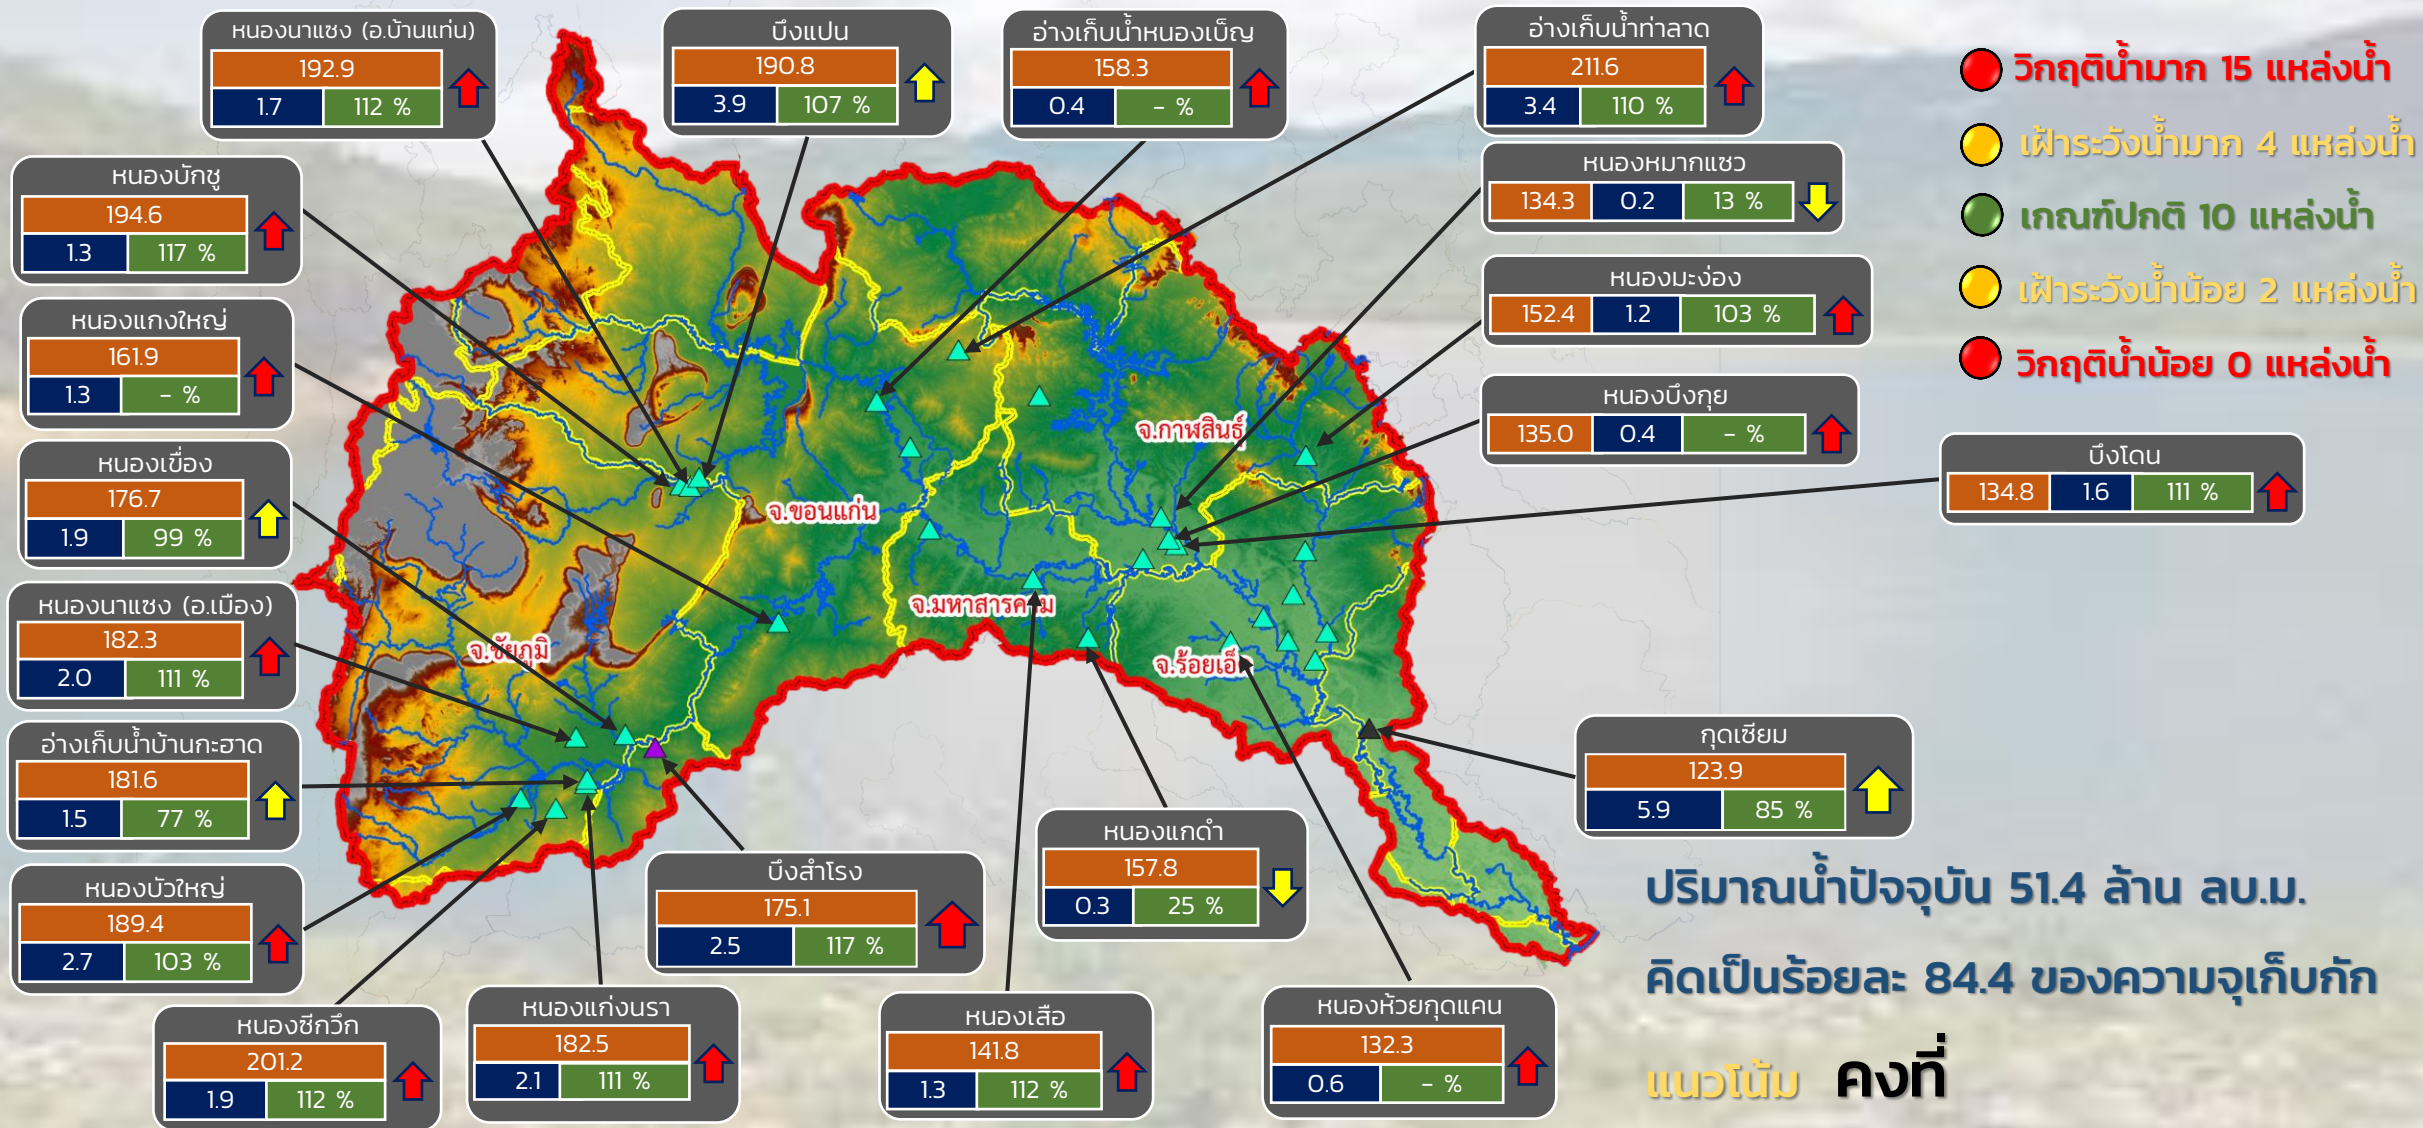 หนองนาแซง (อ.บ้านแท่น)
192.9
1.7 112 %
บึงแปน
190.8
3.9 107 %
อ่างเก็บน้ำหนองเบ็ญ
158.3
0.4 - %
อ่างเก็บน้ำท่าลาด
211.6
3.4 110 %
วิกฤติน้ำมาก 15 แหล่งน้ำ
เฝ้าระวังน้ำมาก 4 แหล่งน้ำ
เกณฑ์ปกติ 10 แหล่งน้ำ
เฝ้าระวังน้ำน้อย 2 แหล่งน้ำ
วิกฤติน้ำน้อย 0 แหล่งน้ำ
หนองหมากแซว
134.3 0.2 13 %
หนองมะง่อง
152.4 1.2 103 %
หนองบึงกุย
135.0 0.4 - %
บึงโดน
134.8 1.6 111 %
หนองบักซู
194.6
1.3 117 %
หนองแกงใหญ่
161.9
1.3 - %
หนองเขื่อง
176.7
1.9 99 %
หนองนาแซง (อ.เมือง)
182.3
2.0 111 %
อ่างเก็บน้ำบ้านกะฮาด
181.6
1.5 77 %
หนองบัวใหญ่
189.4
2.7 103 %
จ.กาฬสินธุ์
จ.ขอนแก่น
จ.มหาสารคาม
จ.ชัยภูมิ
จ.ร้อยเอ็ด
กุดเชียม
123.9
5.9 85 %
หนองแกดำ
157.8
0.3 25 %
บึงสำโรง
175.1
2.5 117 %
หนองซีกวึก
201.2
1.9 112 %
หนองแก่งนรา
182.5
2.1 111 %
หนองเสือ
141.8
1.3 112 %
หนองห้วยกุดแคน
132.3
0.6 - %
ปริมาณน้ำปัจจุบัน 51.4 ล้าน ลบ.ม.
คิดเป็นร้อยละ 84.4 ของความจุเก็บกัก
แนวโน้ม คงที่